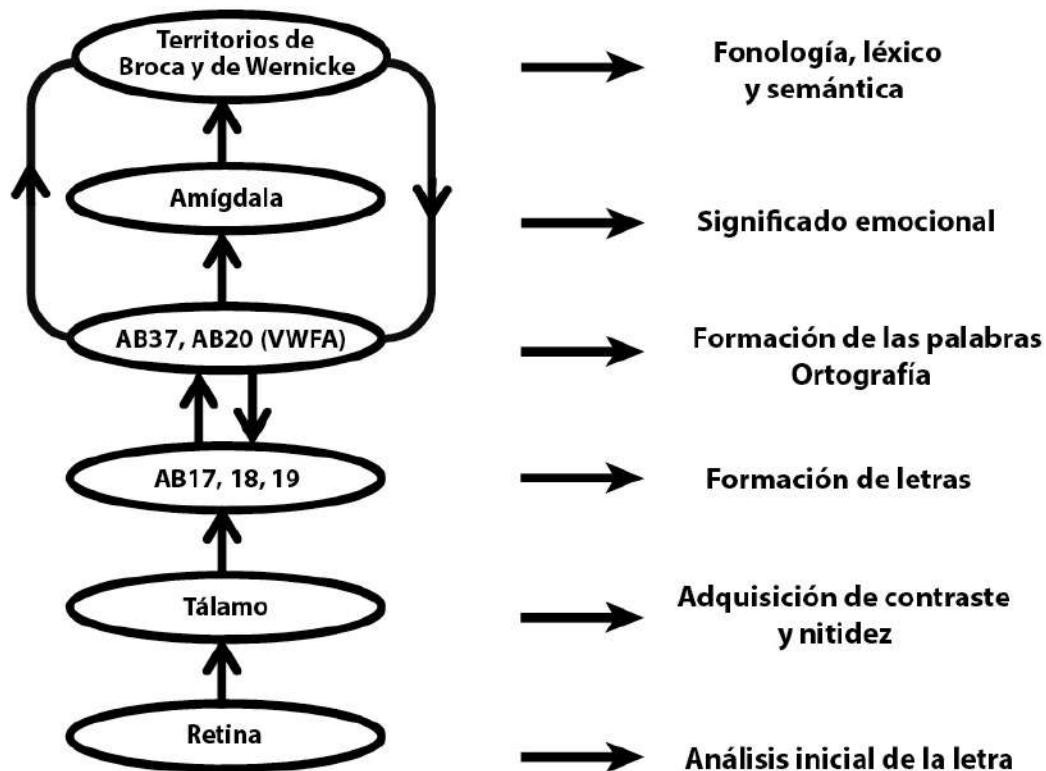 Territorios de
Broca y de Wernicke
Fonología, léxico
y semántica
Amígdala
Significado emocional
AB37, AB20 (VWFA)
Formación de las palabras
Ortografía
AB17, 18, 19
Formación de letras
Tálamo
Adquisición de contraste
y nitidez
Retina
Análisis inicial de la letra